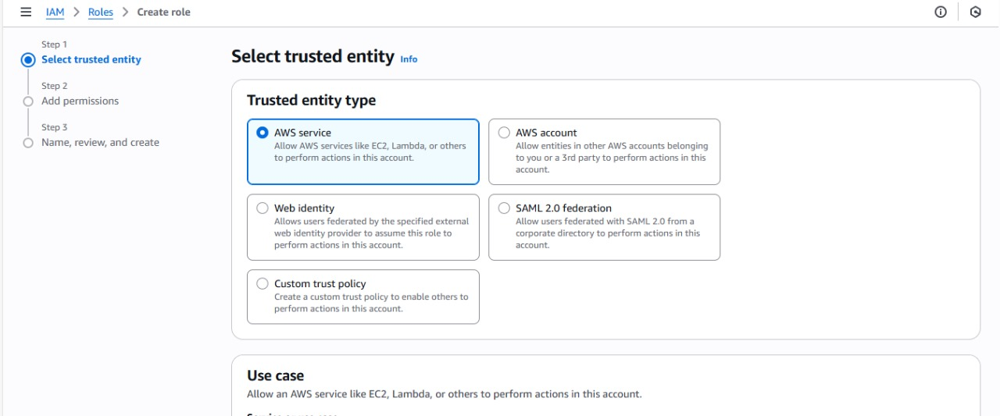 IAM > Roles > Create role
Step 1
Select trusted entity
Step 2
Add permissions
Step 3
Name, review, and create
Select trusted entity Info
Trusted entity type
AWS service
Allow AWS services like EC2, Lambda, or others
to perform actions in this account.
AWS account
Allow entities in other AWS accounts belonging
to you or a 3rd party to perform actions in this
account.
Web identity
Allows users federated by the specified external
web identity provider to assume this role to
perform actions in this account.
SAML 2.0 federation
Allow users federated with SAML 2.0 from a
corporate directory to perform actions in this
account.
Custom trust policy
Create a custom trust policy to enable others to
perform actions in this account.
Use case
Allow an AWS service like EC2, Lambda, or others to perform actions in this account.